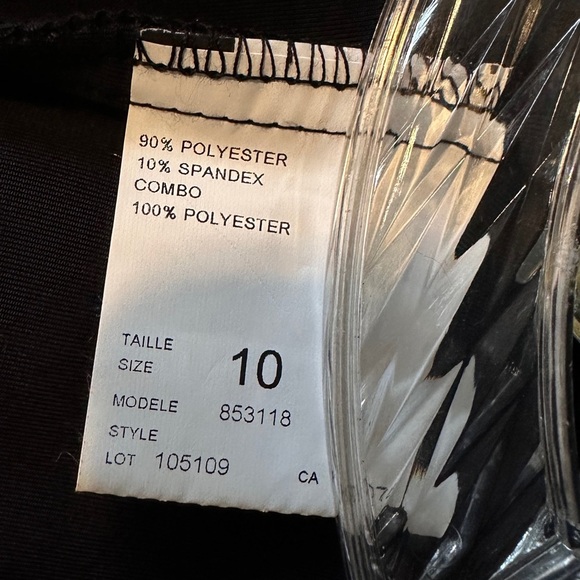 90% POLYESTER
10% SPANDEX
COMBO
100% POLYESTER
TAILLE
SIZE 10
MODELE 853118
STYLE
LOT 105109
CA